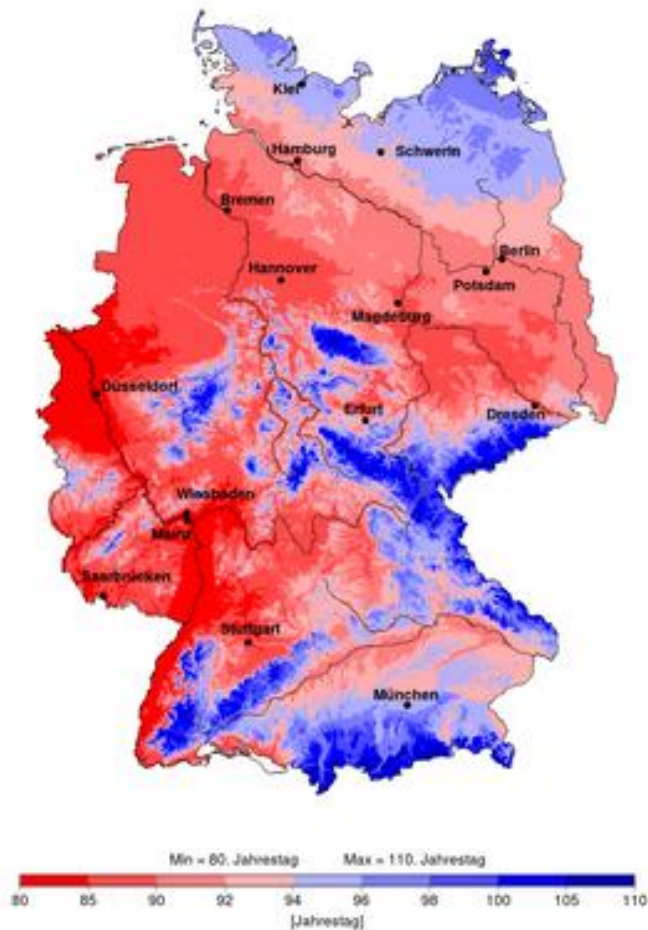 Kiel
Hamburg
Schwerin
Bremen
Berlin
Hannover
Potsdam
Magdeburg
Düsseldorf
Erfurt
Dresden
Wiesbaden
Mainz
Saarbrücken
Stuttgart
München
Min = 80. Jahrestag Max = 110. Jahrestag
80 85 90 92 94 96 97 98 100 105 110
[Jahrestag]